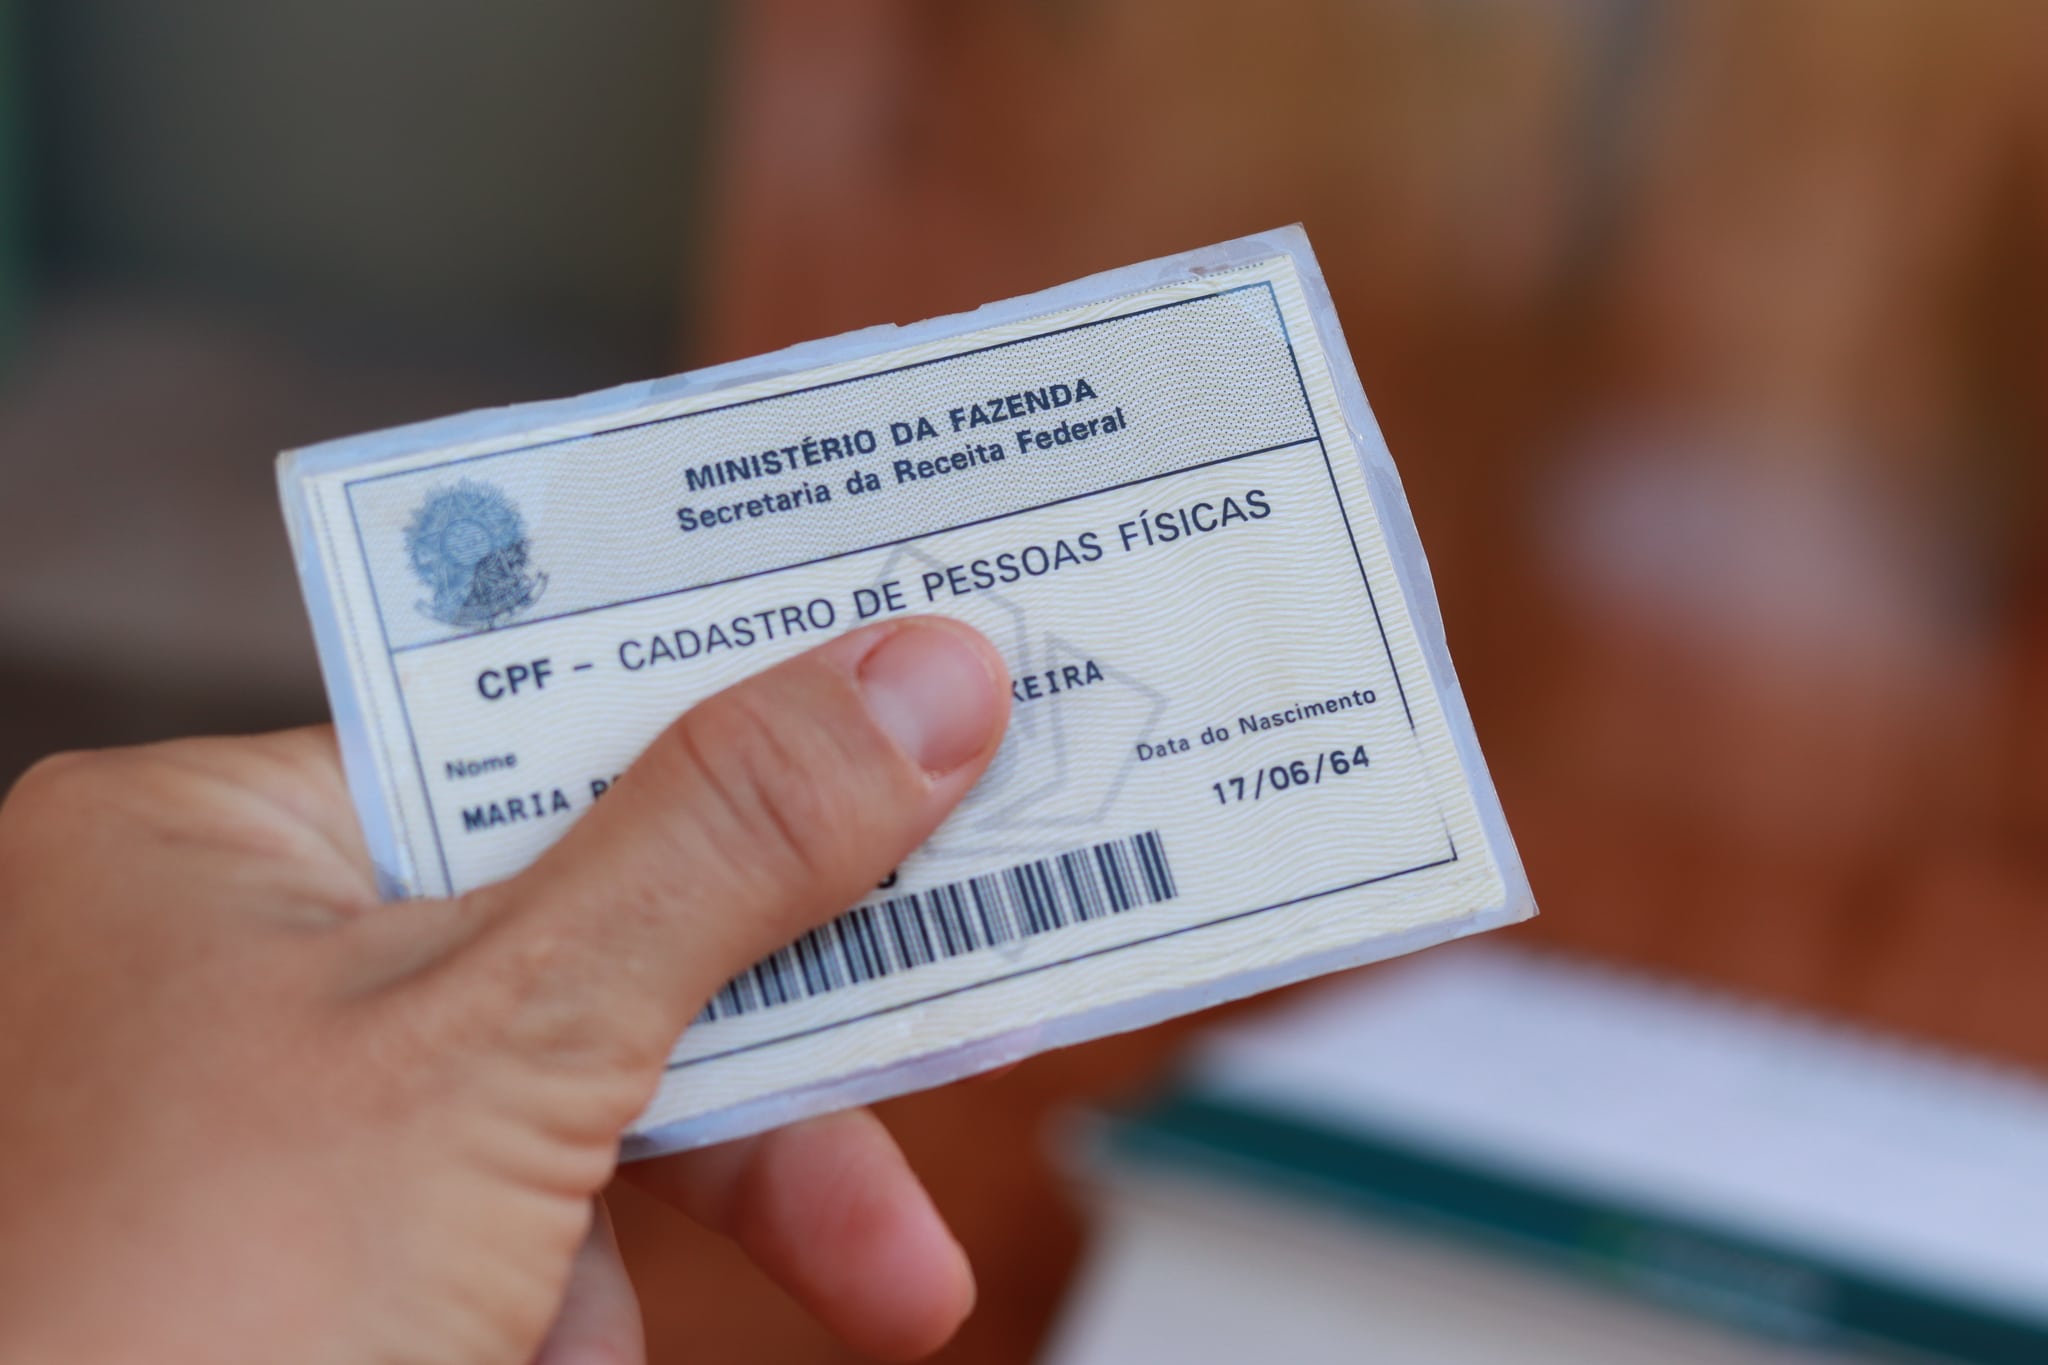 MINISTÉRIO DA FAZENDA
Secretaria da Receita Federal
CPF - CADASTRO DE PESSOAS FÍSICAS
Nome
MARIA
Data do Nascimento
17/06/64